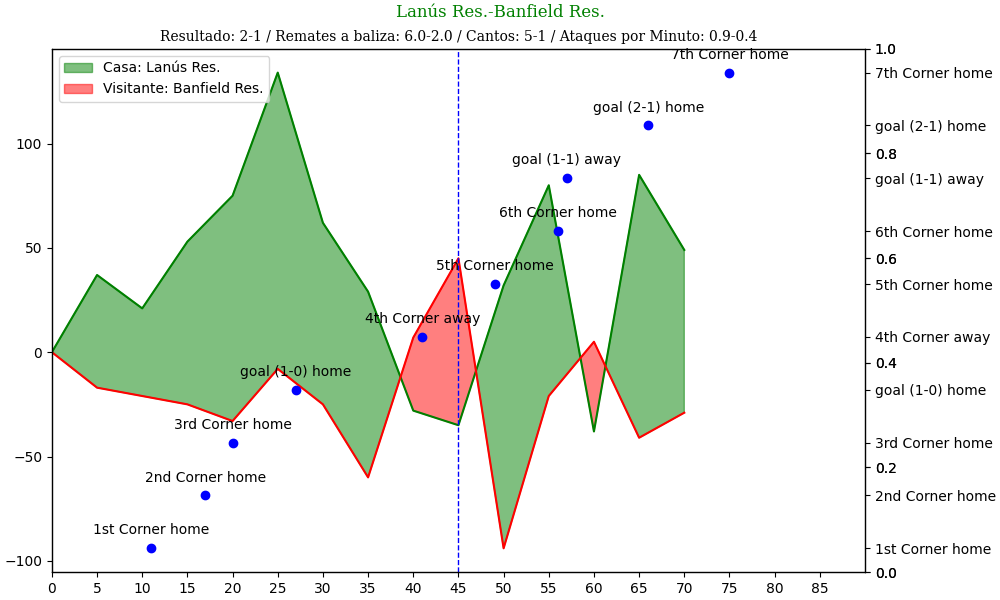 Lanús Res.-Banfield Res.
Resultado: 2-1 / Remates a baliza: 6.0-2.0 / Cantos: 5-1 / Ataques por Minuto: 0.9-0.4
Casa: Lanús Res.
Visitante: Banfield Res.
7th Corner home
goal (2-1) home
goal (1-1) away
6th Corner home
5th Corner home
4th Corner away
goal (1-0) home
3rd Corner home
2nd Corner home
1st Corner home
100
50
0
−50
−100
0 5 10 15 20 25 30 35 40 45 50 55 60 65 70 75 80 85
1.0
7th Corner home
goal (2-1) home
0.8
goal (1-1) away
6th Corner home
0.6
5th Corner home
4th Corner away
0.4
goal (1-0) home
3rd Corner home
0.2
2nd Corner home
1st Corner home
0.0